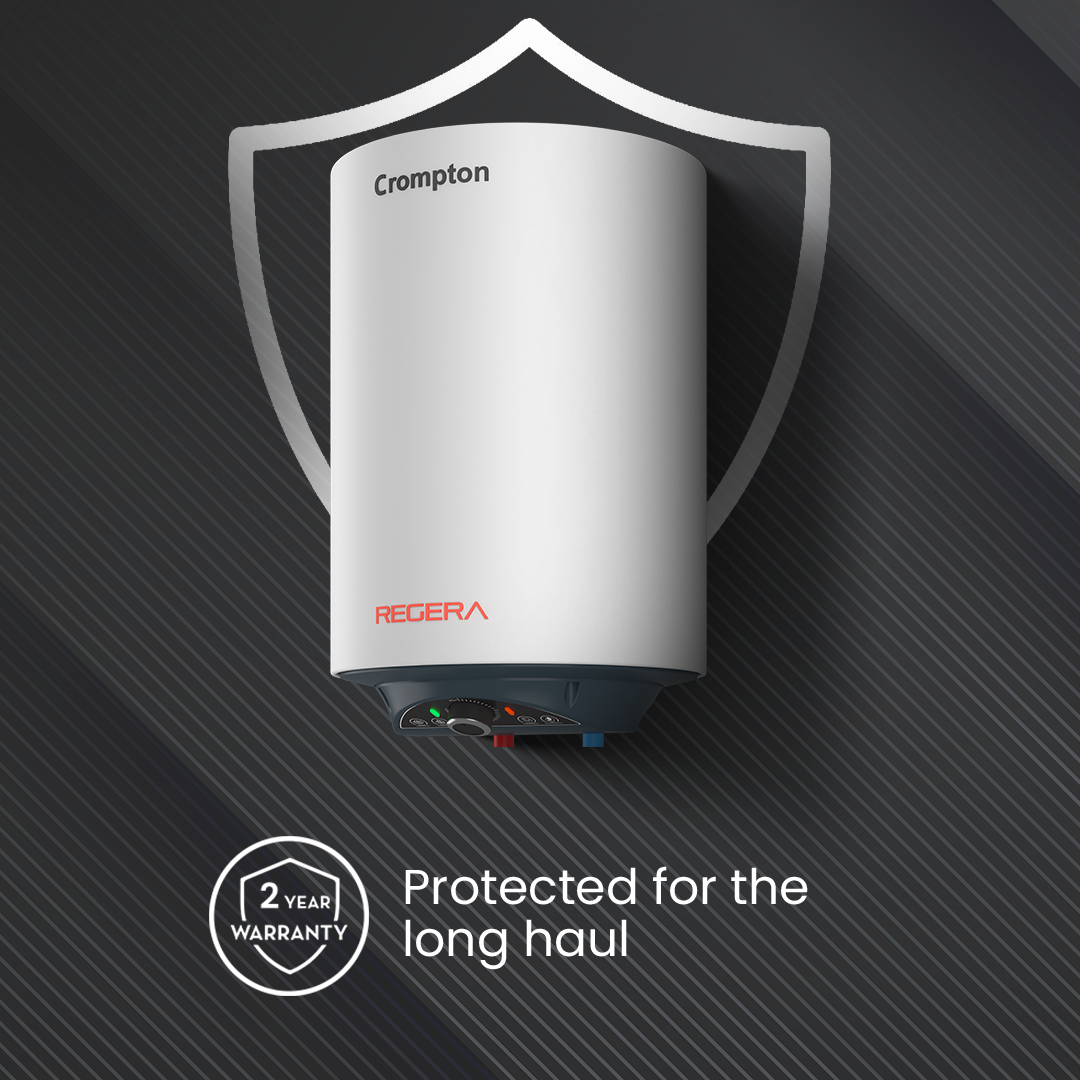 Crompton
REGERA
2 YEAR
WARRANTY
Protected for the
long haul